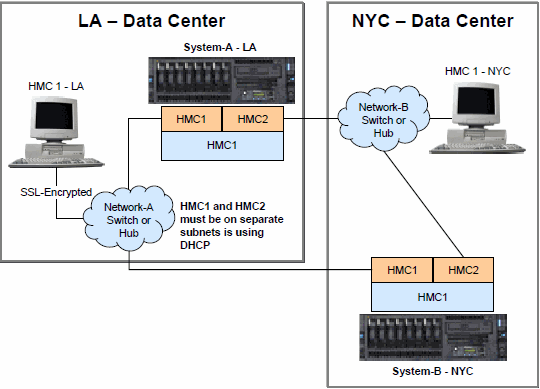 LA – Data Center
System-A - LA
HMC 1 - LA
HMC1
HMC2
HMC1
SSL-Encrypted
Network-A
Switch or
Hub
HMC1 and HMC2
must be on separate
subnets is using
DHCP
NYC – Data Center
HMC 1 - NYC
Network-B
Switch or
Hub
HMC1
HMC2
HMC1
System-B - NYC